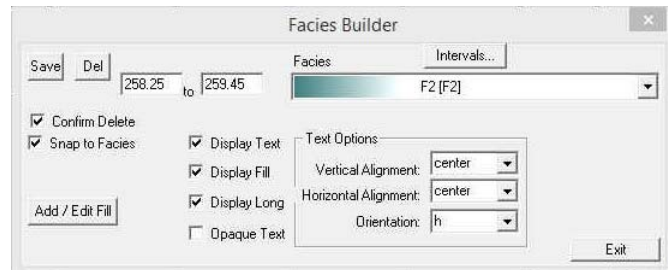 Facies Builder
Save Del 258.25 to 259.45
Facies Intervals...
F2 [F2]
Confirm Delete
Snap to Facies
Display Text
Display Fill
Display Long
Opaque Text
Add / Edit Fill
Text Options
Vertical Alignment: center
Horizontal Alignment: center
Orientation: h
Exit